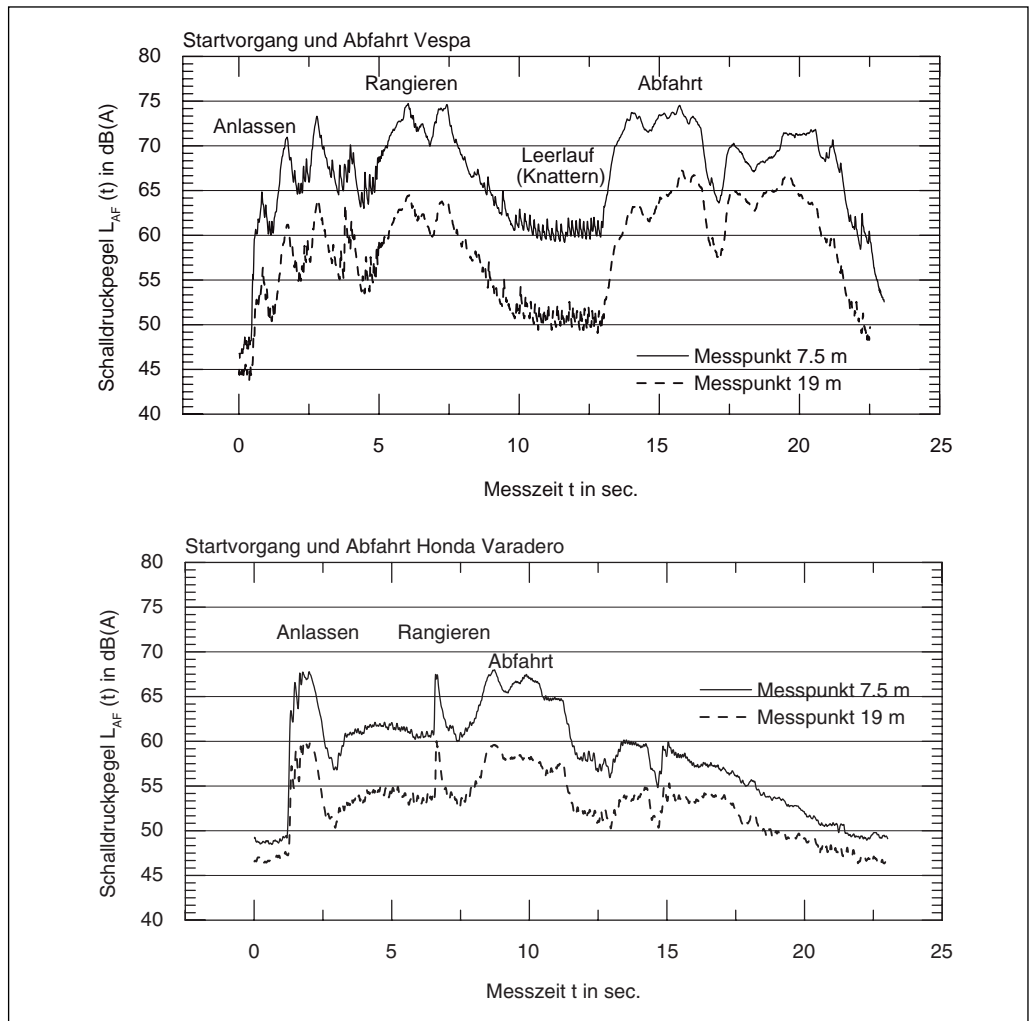 Startvorgang und Abfahrt Vespa
80
75
70
65
60
55
50
45
40
Schalldruckpegel L_AF (t) in dB(A)
Anlassen
Rangieren
Leerlauf
(Knattern)
Abfahrt
Messpunkt 7.5 m
Messpunkt 19 m
0 5 10 15 20 25
Messzeit t in sec.
Startvorgang und Abfahrt Honda Varadero
80
75
70
65
60
55
50
45
40
Schalldruckpegel L_AF (t) in dB(A)
Anlassen
Rangieren
Abfahrt
Messpunkt 7.5 m
Messpunkt 19 m
0 5 10 15 20 25
Messzeit t in sec.